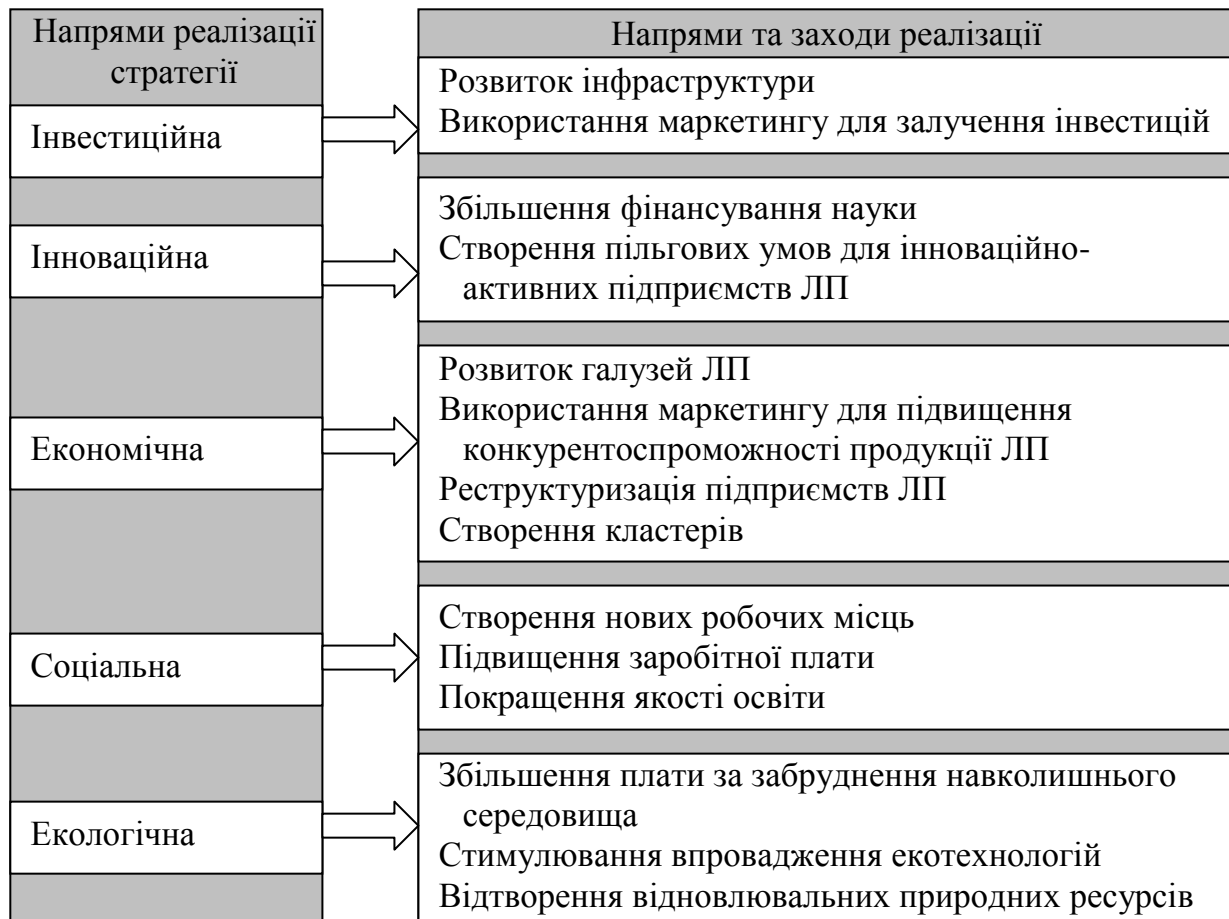 Напрями реалізації
стратегії
Напрями та заходи реалізації
Інвестиційна
Розвиток інфраструктури
Використання маркетингу для залучення інвестицій
Інноваційна
Збільшення фінансування науки
Створення пільгових умов для інноваційно-
активних підприємств ЛП
Економічна
Розвиток галузей ЛП
Використання маркетингу для підвищення
конкурентоспроможності продукції ЛП
Реструктуризація підприємств ЛП
Створення кластерів
Соціальна
Створення нових робочих місць
Підвищення заробітної плати
Покращення якості освіти
Екологічна
Збільшення плати за забруднення навколишнього
середовища
Стимулювання впровадження екотехнологій
Відтворення відновлювальних природних ресурсів